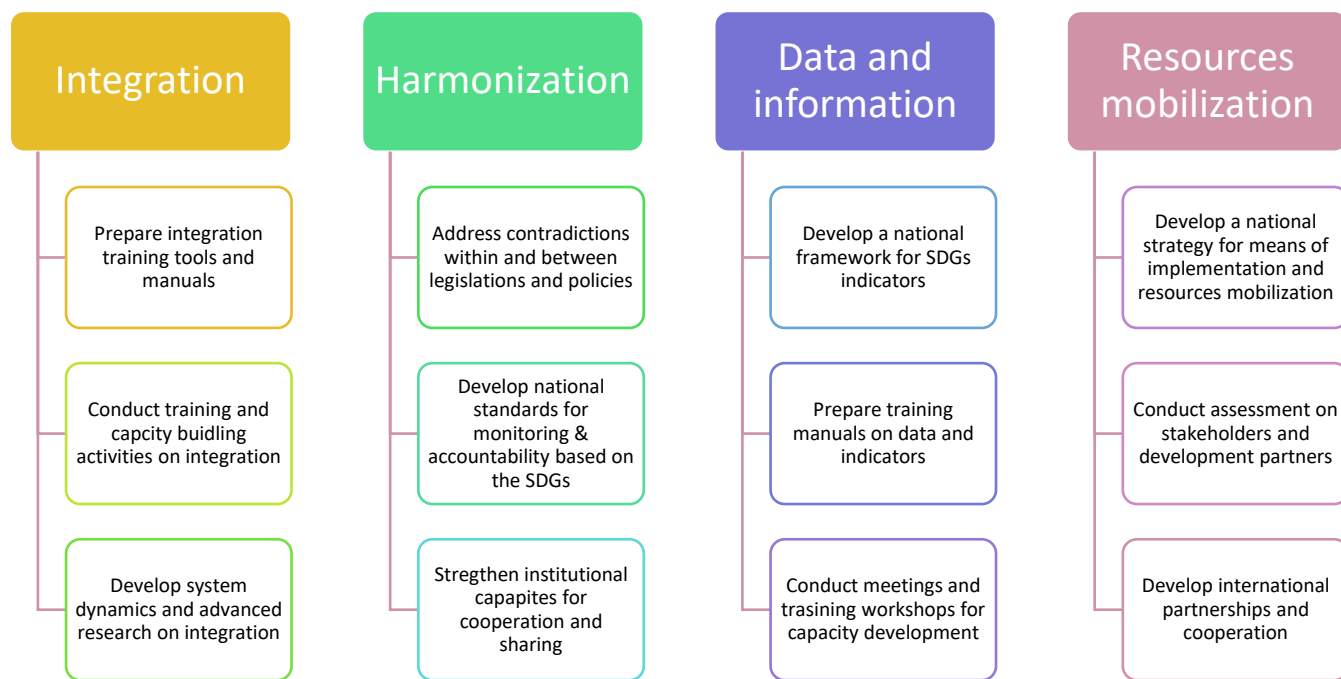 Integration
Prepare integration
training tools and
manuals
Conduct training and
capcity buidling
activities on integration
Develop system
dynamics and advanced
research on integration
Harmonization
Address contradictions
within and between
legislations and policies
Develop national
standards for
monitoring &
accountability based on
the SDGs
Stregthen institutional
capapites for
cooperation and
sharing
Data and
information
Develop a national
framework for SDGs
indicators
Prepare training
manuals on data and
indicators
Conduct meetings and
trasining workshops for
capacity development
Resources
mobilization
Develop a national
strategy for means of
implementation and
resources mobilization
Conduct assessment on
stakeholders and
development partners
Develop international
partnerships and
cooperation